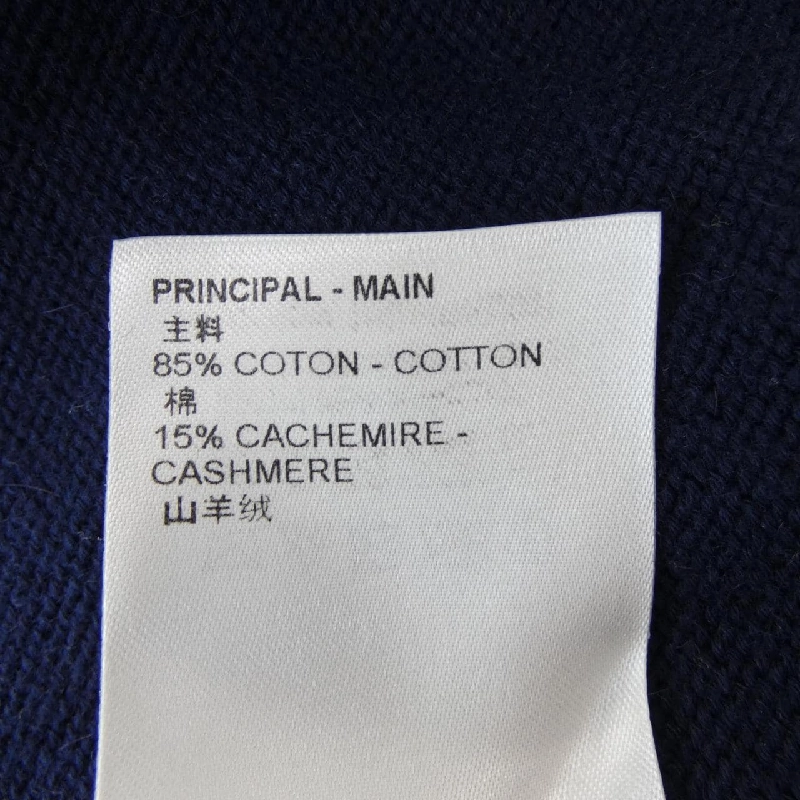 PRINCIPAL - MAIN
主料
85% COTON - COTTON
棉
15% CACHEMIRE -
CASHMERE
山羊绒